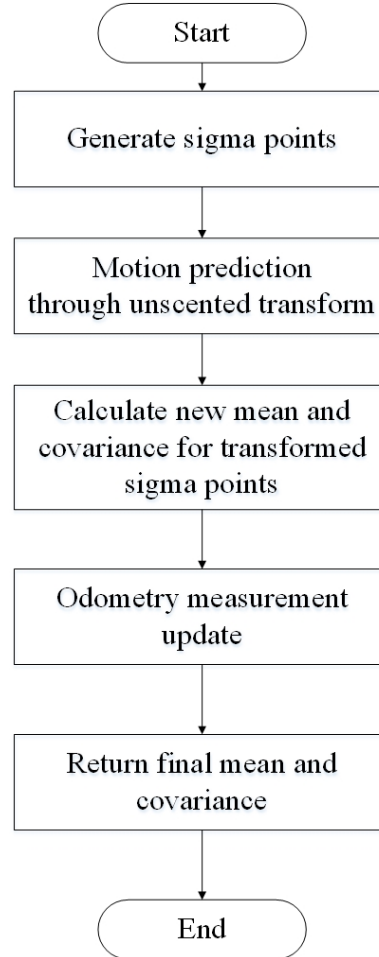 Start
Generate sigma points
Motion prediction
through unscented transform
Calculate new mean and
covariance for transformed
sigma points
Odometry measurement
update
Return final mean and
covariance
End